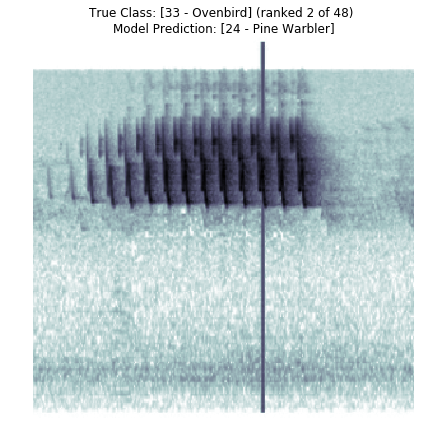 True Class: [33 - Ovenbird] (ranked 2 of 48)
Model Prediction: [24 - Pine Warbler]